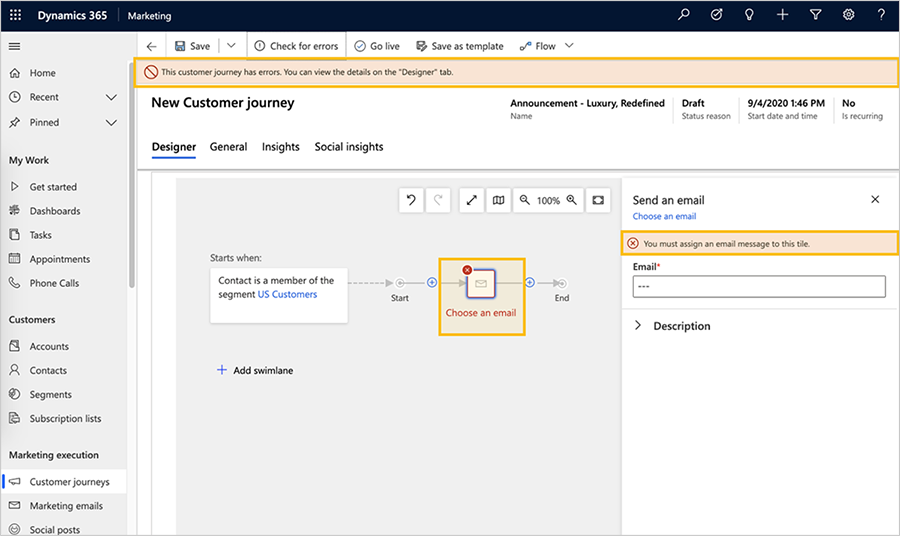 Dynamics 365
Marketing
Save
Check for errors
Go live
Save as template
Flow
This customer journey has errors. You can view the details on the "Designer" tab.
New Customer journey
Announcement - Luxury, Redefined
Name
Draft
Status reason
9/4/2020 1:46 PM
Start date and time
No
Is recurring
Designer
General
Insights
Social insights
Home
Recent
Pinned
My Work
Get started
Dashboards
Tasks
Appointments
Phone Calls
Customers
Accounts
Contacts
Segments
Subscription lists
Marketing execution
Customer journeys
Marketing emails
Social posts
100%
Starts when:
Contact is a member of the
segment US Customers
Start
Choose an email
End
Add swimlane
Send an email
Choose an email
You must assign an email message to this tile.
Email*
---
Description